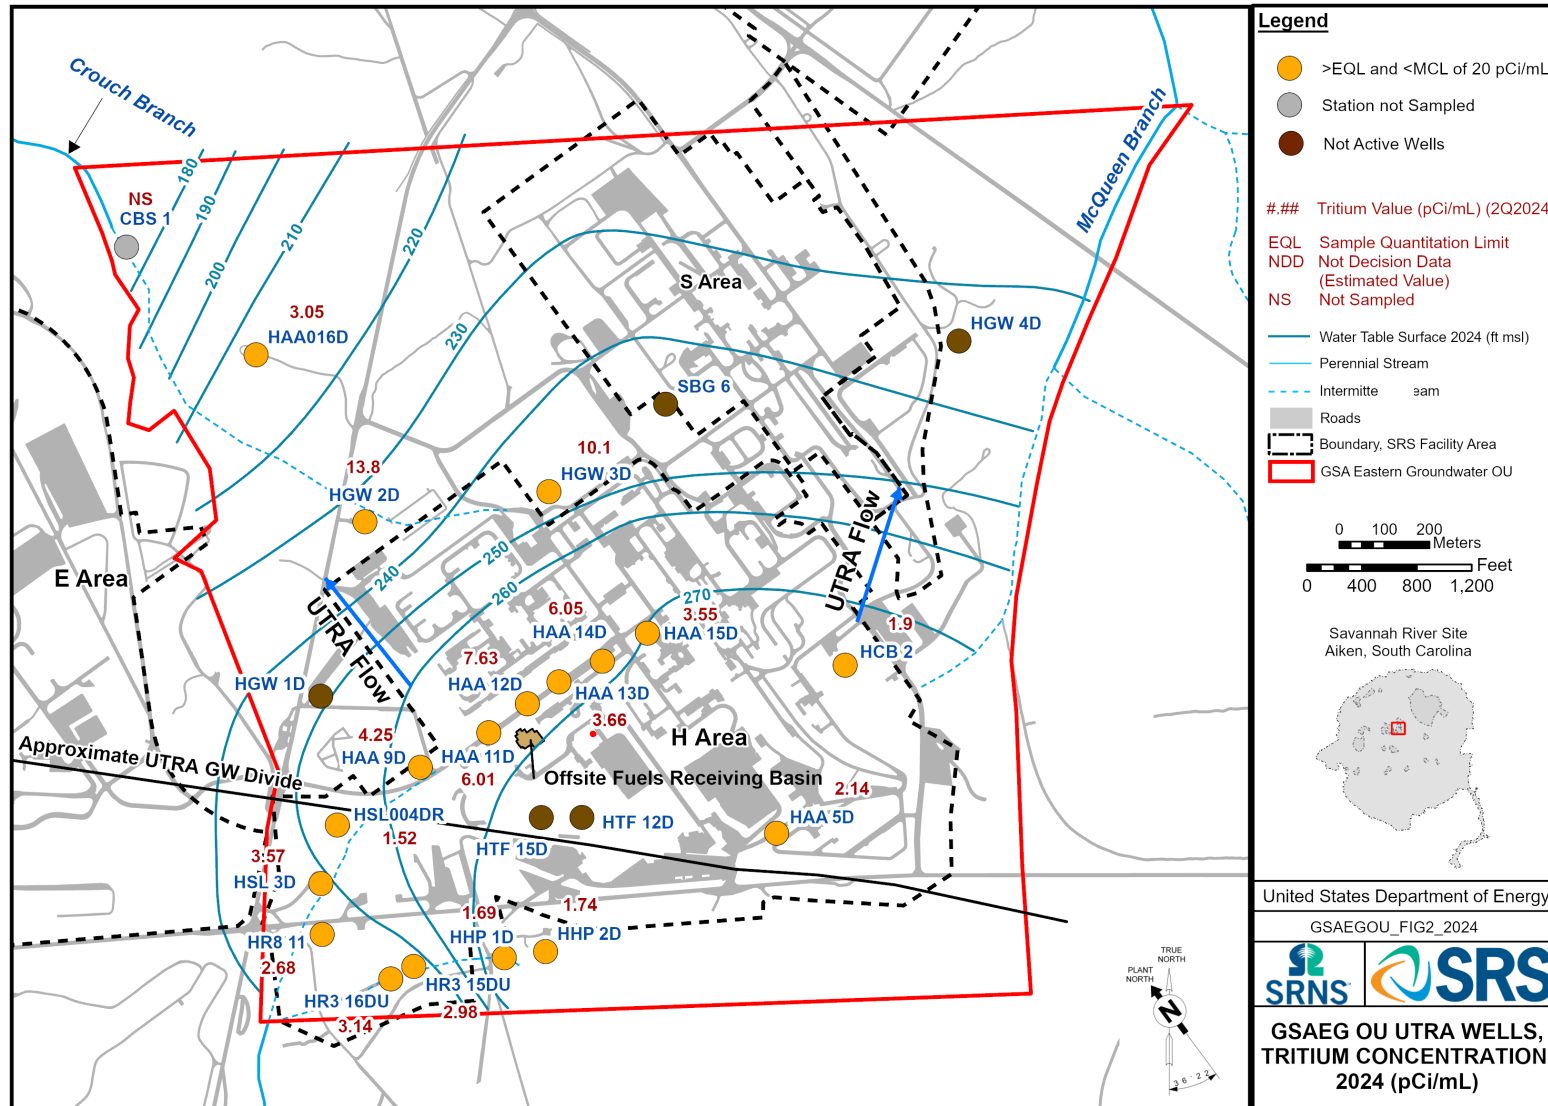 Crouch Branch
NS
CBS 1
180
190
200
210
220
230
3.05
HAA016D
S Area
McQueen Branch
HGW 4D
SBG 6
13.8
HGW 2D
10.1
HGW 3D
E Area
240
250
260
270
UTRA Flow
UTRA Flow
6.05
HAA 14D
3.55
HAA 15D
1.9
HCB 2
7.63
HAA 12D
HAA 13D
3.66
HGW 1D
4.25
HAA 9D
HAA 11D
6.01
H Area
Offsite Fuels Receiving Basin
Approximate UTRA GW Divide
HSL004DR
1.52
HTF 12D
HTF 15D
2.14
HAA 5D
3.57
HSL 3D
HR8 11
2.68
1.69
HHP 1D
1.74
HHP 2D
HR3 15DU
2.98
HR3 16DU
3.14
TRUE
NORTH
PLANT
NORTH
N
36°22'
Legend
>EQL and <MCL of 20 pCi/mL
Station not Sampled
Not Active Wells
#.## Tritium Value (pCi/mL) (2Q2024
EQL Sample Quantitation Limit
NDD Not Decision Data
(Estimated Value)
NS Not Sampled
Water Table Surface 2024 (ft msl)
Perennial Stream
Intermitte eam
Roads
Boundary, SRS Facility Area
GSA Eastern Groundwater OU
0 100 200
Meters
Feet
0 400 800 1,200
Savannah River Site
Aiken, South Carolina
United States Department of Energy
GSAEGOU_FIG2_2024
SRNS
SRS
GSAEG OU UTRA WELLS,
TRITIUM CONCENTRATION
2024 (pCi/mL)